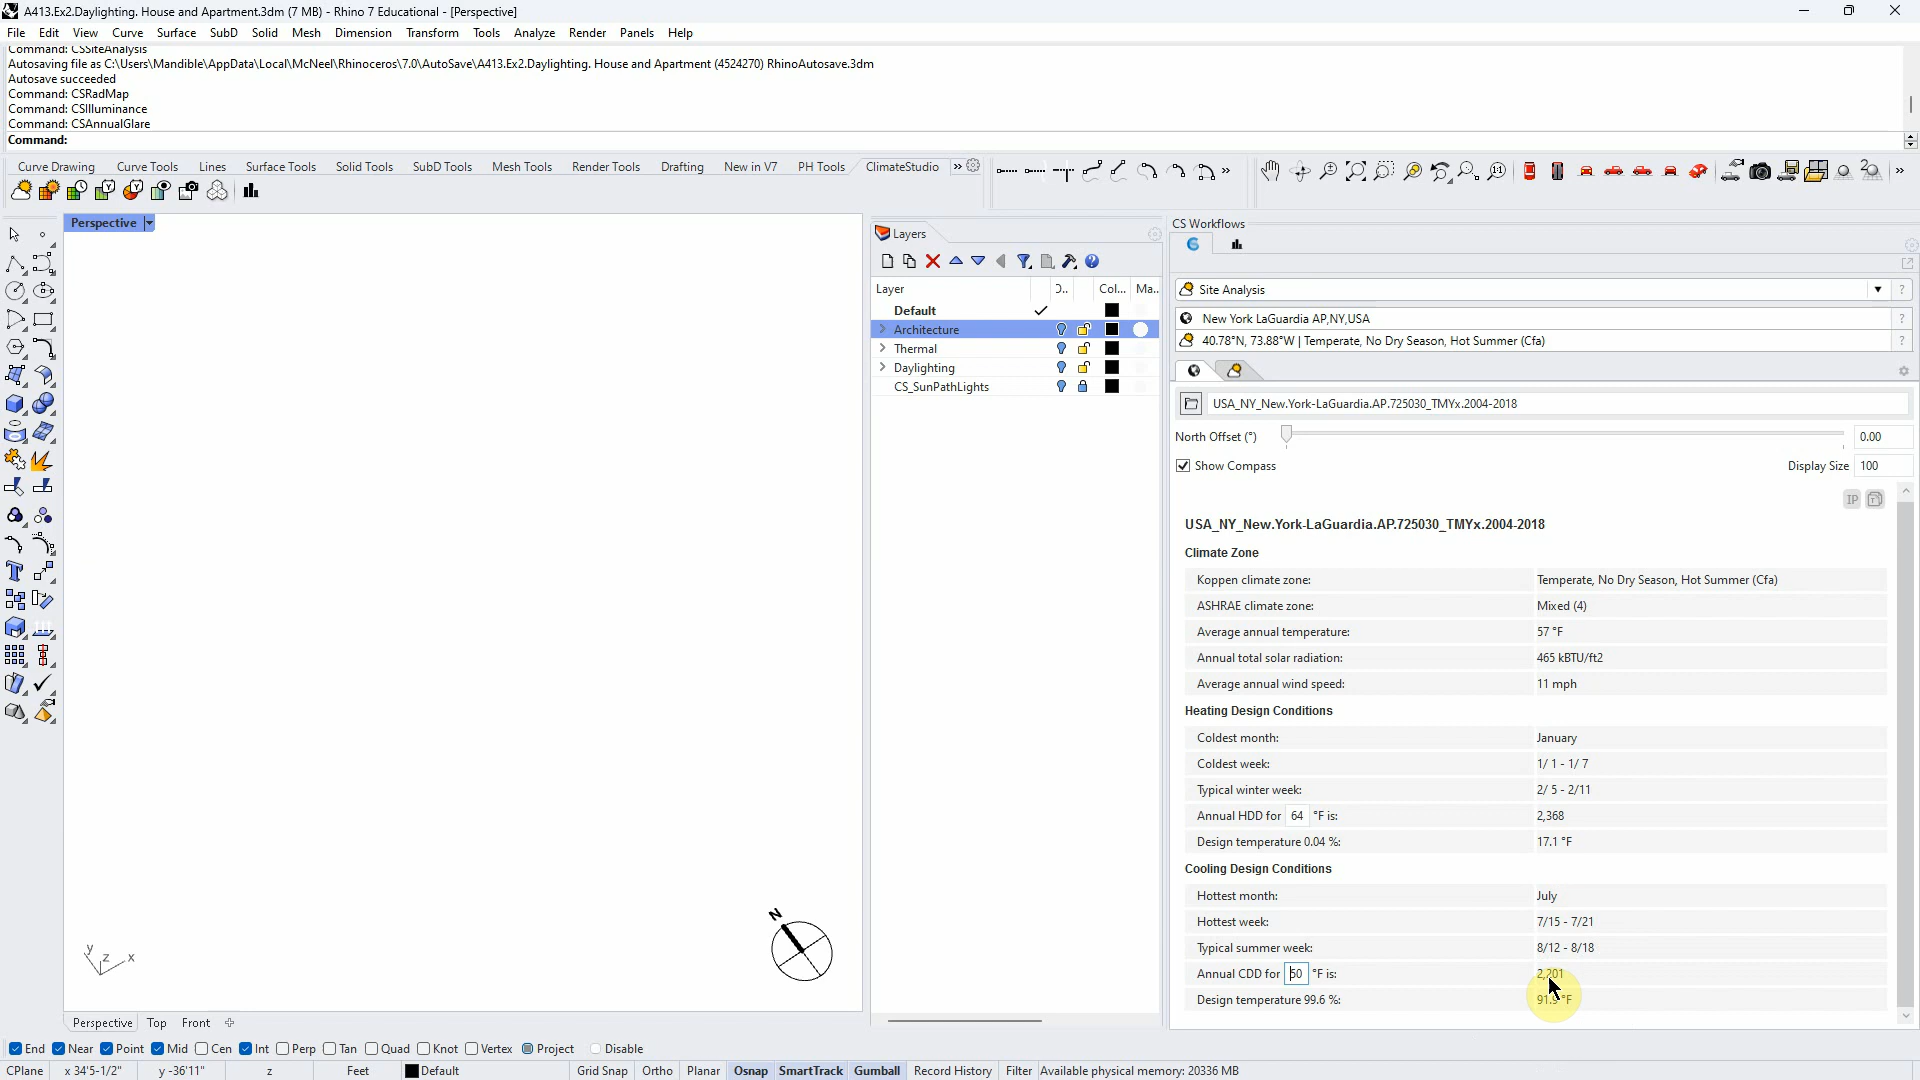 A413.Ex2.Daylighting. House and Apartment.3dm (7 MB) - Rhino 7 Educational - [Perspective]
File Edit View Curve Surface SubD Solid Mesh Dimension Transform Tools Analyze Render Panels Help
Command: CSSiteAnalysis
Autosaving file as C:\Users\Mandible\AppData\Local\McNeel\Rhinoceros\7.0\AutoSave\A413.Ex2.Daylighting. House and Apartment (4524270) RhinoAutosave.3dm
Autosave succeeded
Command: CSRadMap
Command: CSIlluminance
Command: CSAnnualGlare
Command:
Curve Drawing Curve Tools Lines Surface Tools Solid Tools SubD Tools Mesh Tools Render Tools Drafting New in V7 PH Tools ClimateStudio »
Perspective
Layers
Layer O.. Col... Ma..
Default
Architecture
Thermal
Daylighting
CS_SunPathLights
CS Workflows
Site Analysis ?
New York LaGuardia AP,NY,USA ?
40.78°N, 73.88°W | Temperate, No Dry Season, Hot Summer (Cfa) ?
USA_NY_New.York-LaGuardia.AP.725030_TMYx.2004-2018
North Offset (°) 0.00
Show Compass Display Size 100
IP
USA_NY_New.York-LaGuardia.AP.725030_TMYx.2004-2018
Climate Zone
Koppen climate zone: Temperate, No Dry Season, Hot Summer (Cfa)
ASHRAE climate zone: Mixed (4)
Average annual temperature: 57 °F
Annual total solar radiation: 465 kBTU/ft2
Average annual wind speed: 11 mph
Heating Design Conditions
Coldest month: January
Coldest week: 1/ 1 - 1/ 7
Typical winter week: 2/ 5 - 2/11
Annual HDD for 64 °F is: 2,368
Design temperature 0.04 %: 17.1 °F
Cooling Design Conditions
Hottest month: July
Hottest week: 7/15 - 7/21
Typical summer week: 8/12 - 8/18
Annual CDD for 50 °F is: 2,201
Design temperature 99.6 %: 91.9 °F
N
y z x
Perspective Top Front
End Near Point Mid Cen Int Perp Tan Quad Knot Vertex Project Disable
CPlane x 34'5-1/2" y -36'11" z Feet Default Grid Snap Ortho Planar Osnap SmartTrack Gumball Record History Filter Available physical memory: 20336 MB